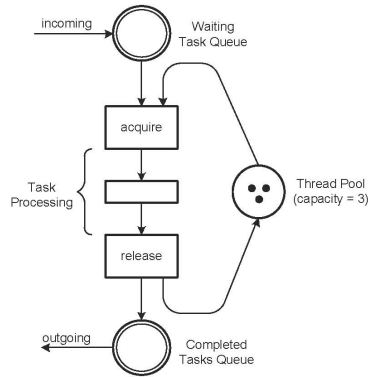 incoming
Waiting
Task Queue
acquire
Task
Processing
Thread Pool
(capacity = 3)
release
outgoing
Completed
Tasks Queue